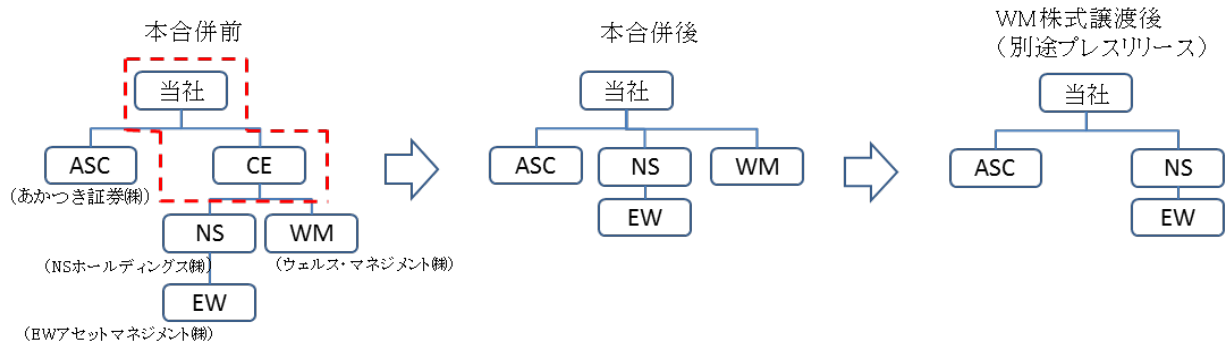 本合併前
当社
ASC
CE
(あかつき証券㈱)
NS
WM
(NSホールディングス㈱)
(ウェルス・マネジメント㈱)
EW
(EWアセットマネジメント㈱)
本合併後
当社
ASC
NS
WM
EW
WM株式譲渡後
(別途プレスリリース)
当社
ASC
NS
EW